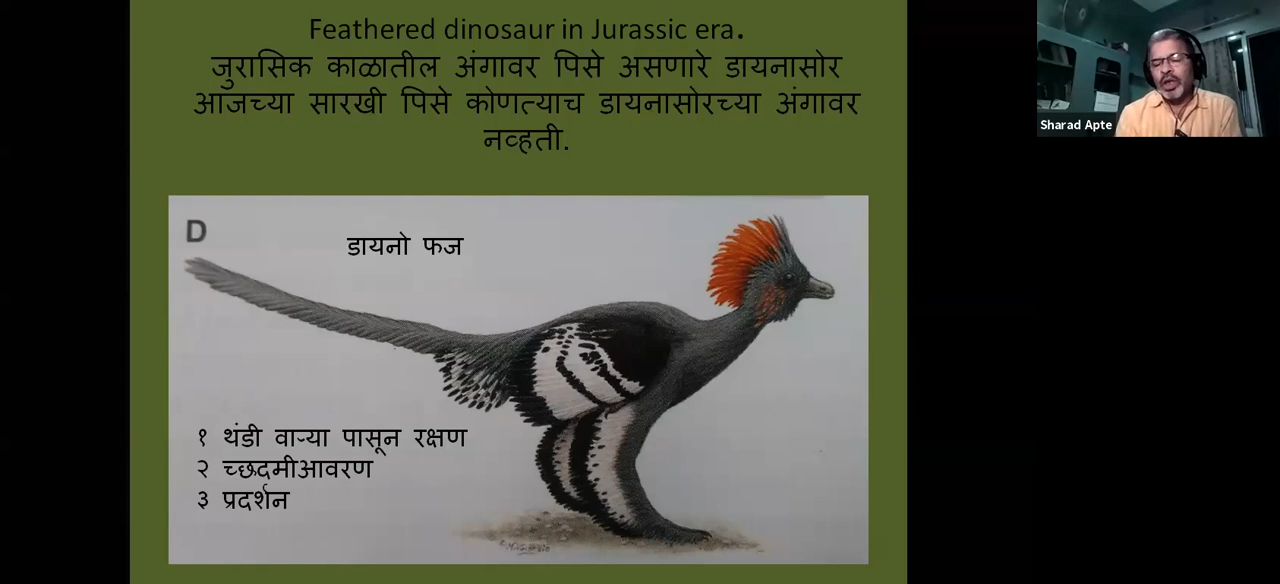 Feathered dinosaur in Jurassic era.
जुरासिक काळातील अंगावर पिसे असणारे डायनासोर
आजच्या सारखी पिसे कोणत्याच डायनासोरच्या अंगावर
नव्हती.
Sharad Apte
D
डायनो फज
१ थंडी वाऱ्या पासून रक्षण
२ च्छदमीआवरण
३ प्रदर्शन